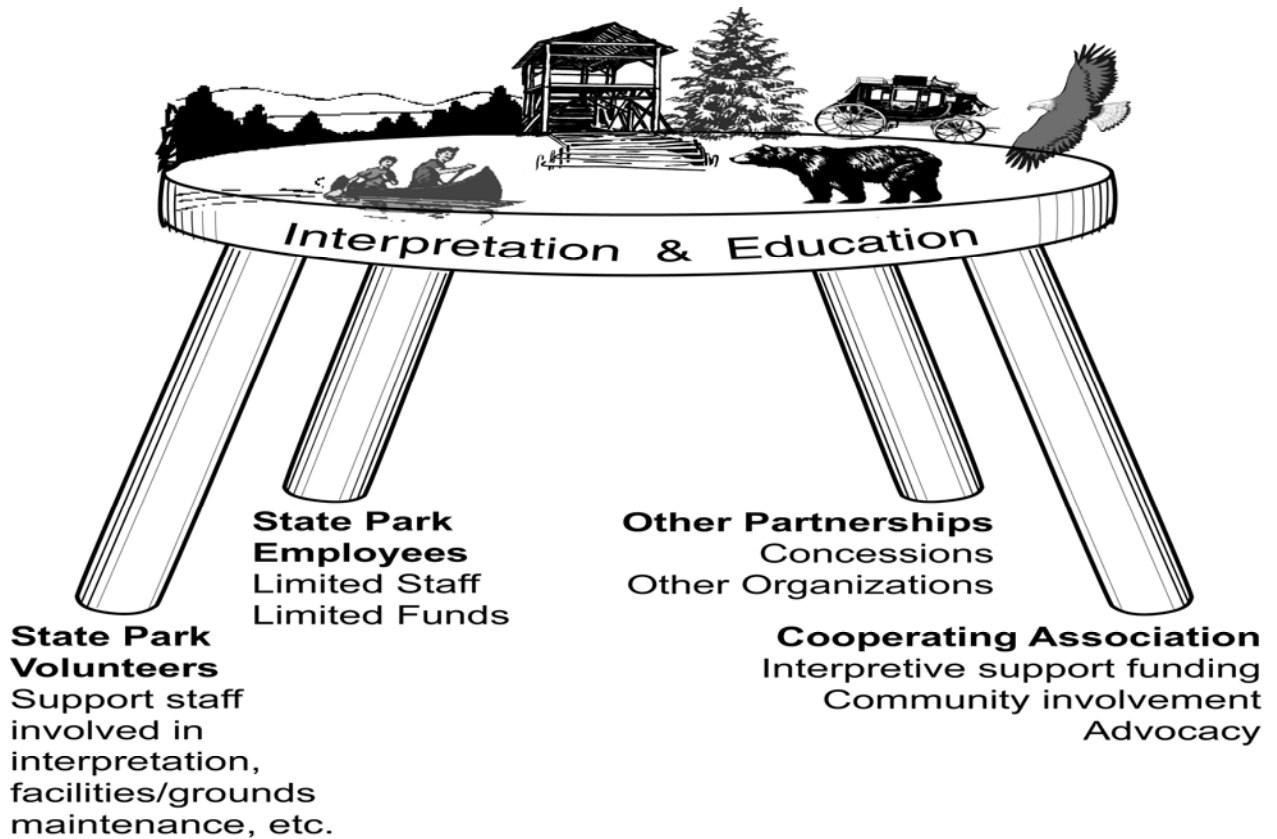 Interpretation & Education
State Park
Employees
Limited Staff
Limited Funds
Other Partnerships
Concessions
Other Organizations
State Park
Volunteers
Support staff
involved in
interpretation,
facilities/grounds
maintenance, etc.
Cooperating Association
Interpretive support funding
Community involvement
Advocacy